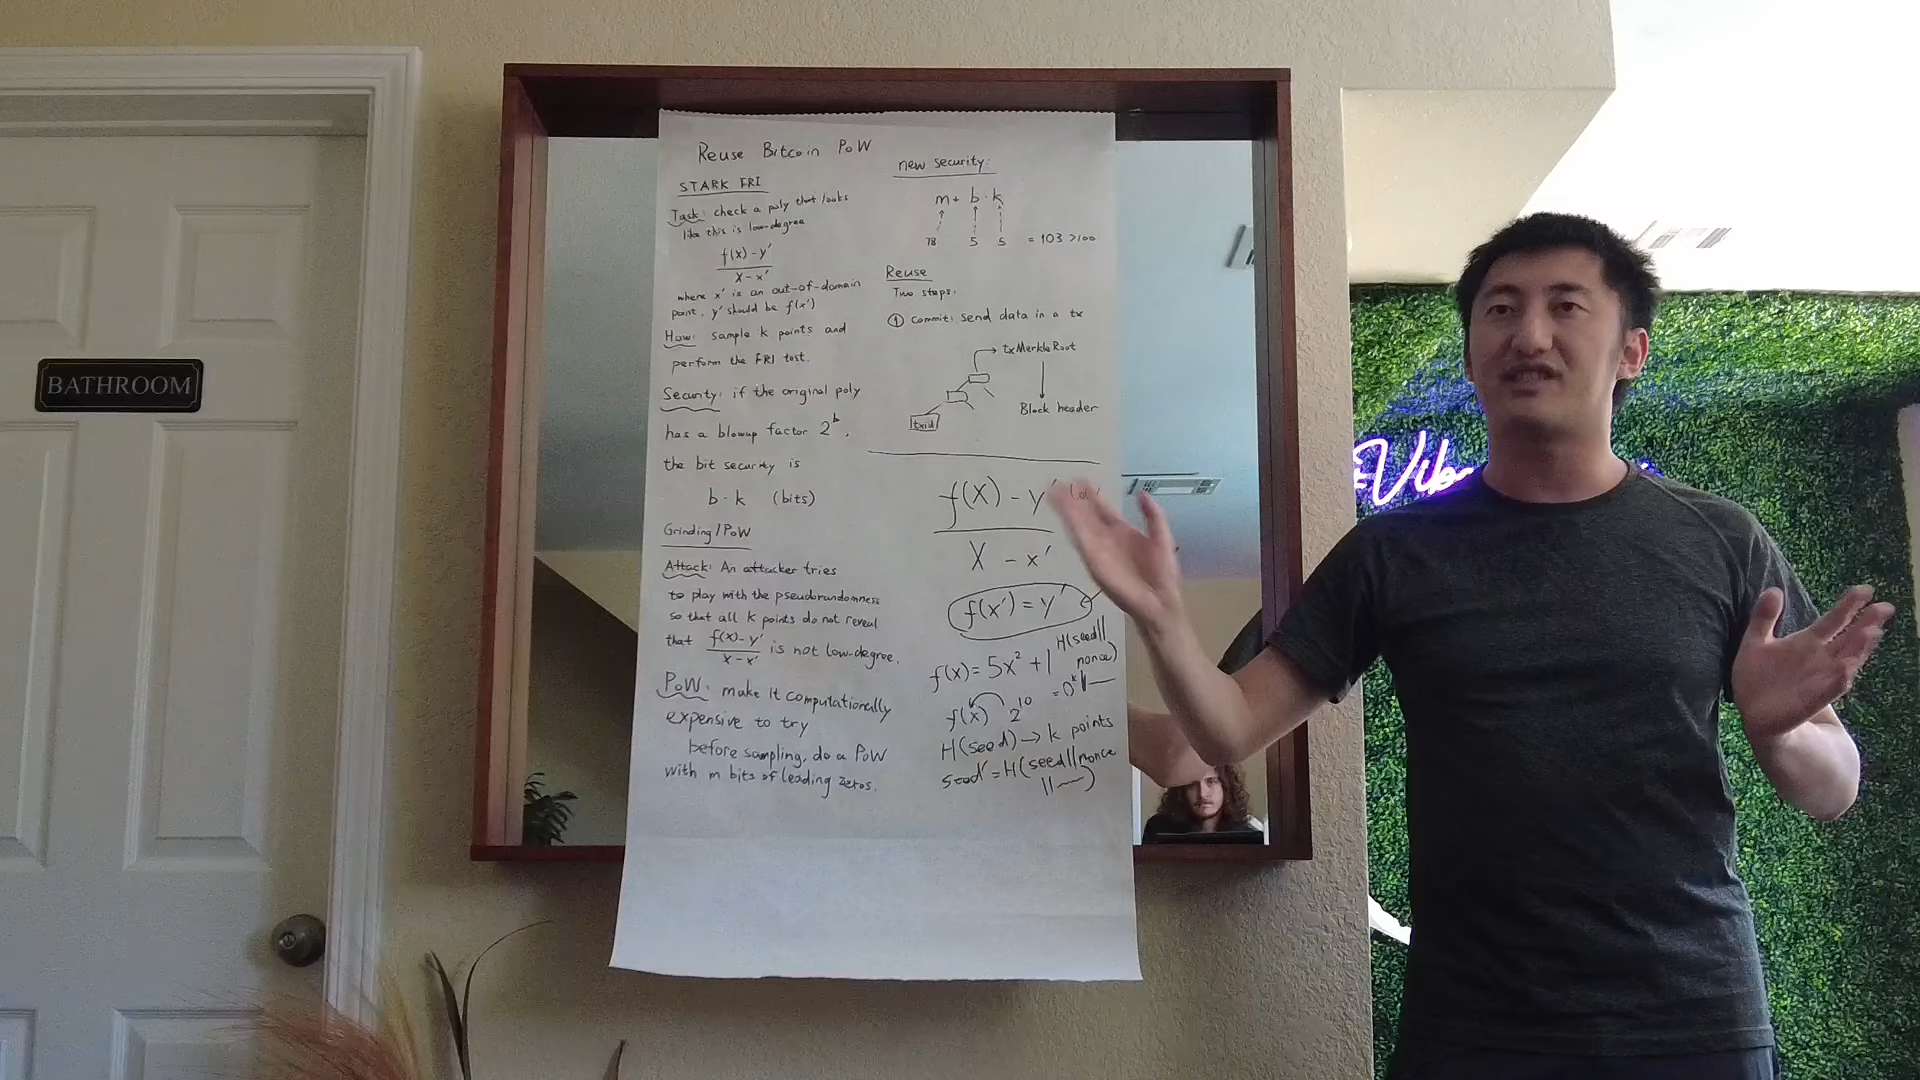 BATHROOM
Reuse Bitcoin PoW
STARK FRI
Task: check a poly that looks
like this is low-degree
f(x) - y'
x - x'
where x' is an out-of-domain
point, y' should be f(x')
How: sample k points and
perform the FRI test.
Security: if the original poly
has a blowup factor 2^b,
the bit security is
b · k (bits)
Grinding / PoW
Attack: An attacker tries
to play with the pseudorandomness
so that all k points do not reveal
that f(x)-y' / x-x' is not low-degree.
PoW: make it computationally
expensive to try
before sampling, do a PoW
with m bits of leading zeros.
new security:
m + b · k
78 5 5 = 103 > 100
Reuse
Two steps.
① Commit: send data in a tx
txMerkleRoot
Block header
txid
f(X) - y'
X - x'
f(x') = y'
f(x) = 5x² + 1
H(seed||
nonce)
= 0^k||
f(x) 2^10
H(seed) → k points
seed' = H(seed||nonce
||~~)
Vib